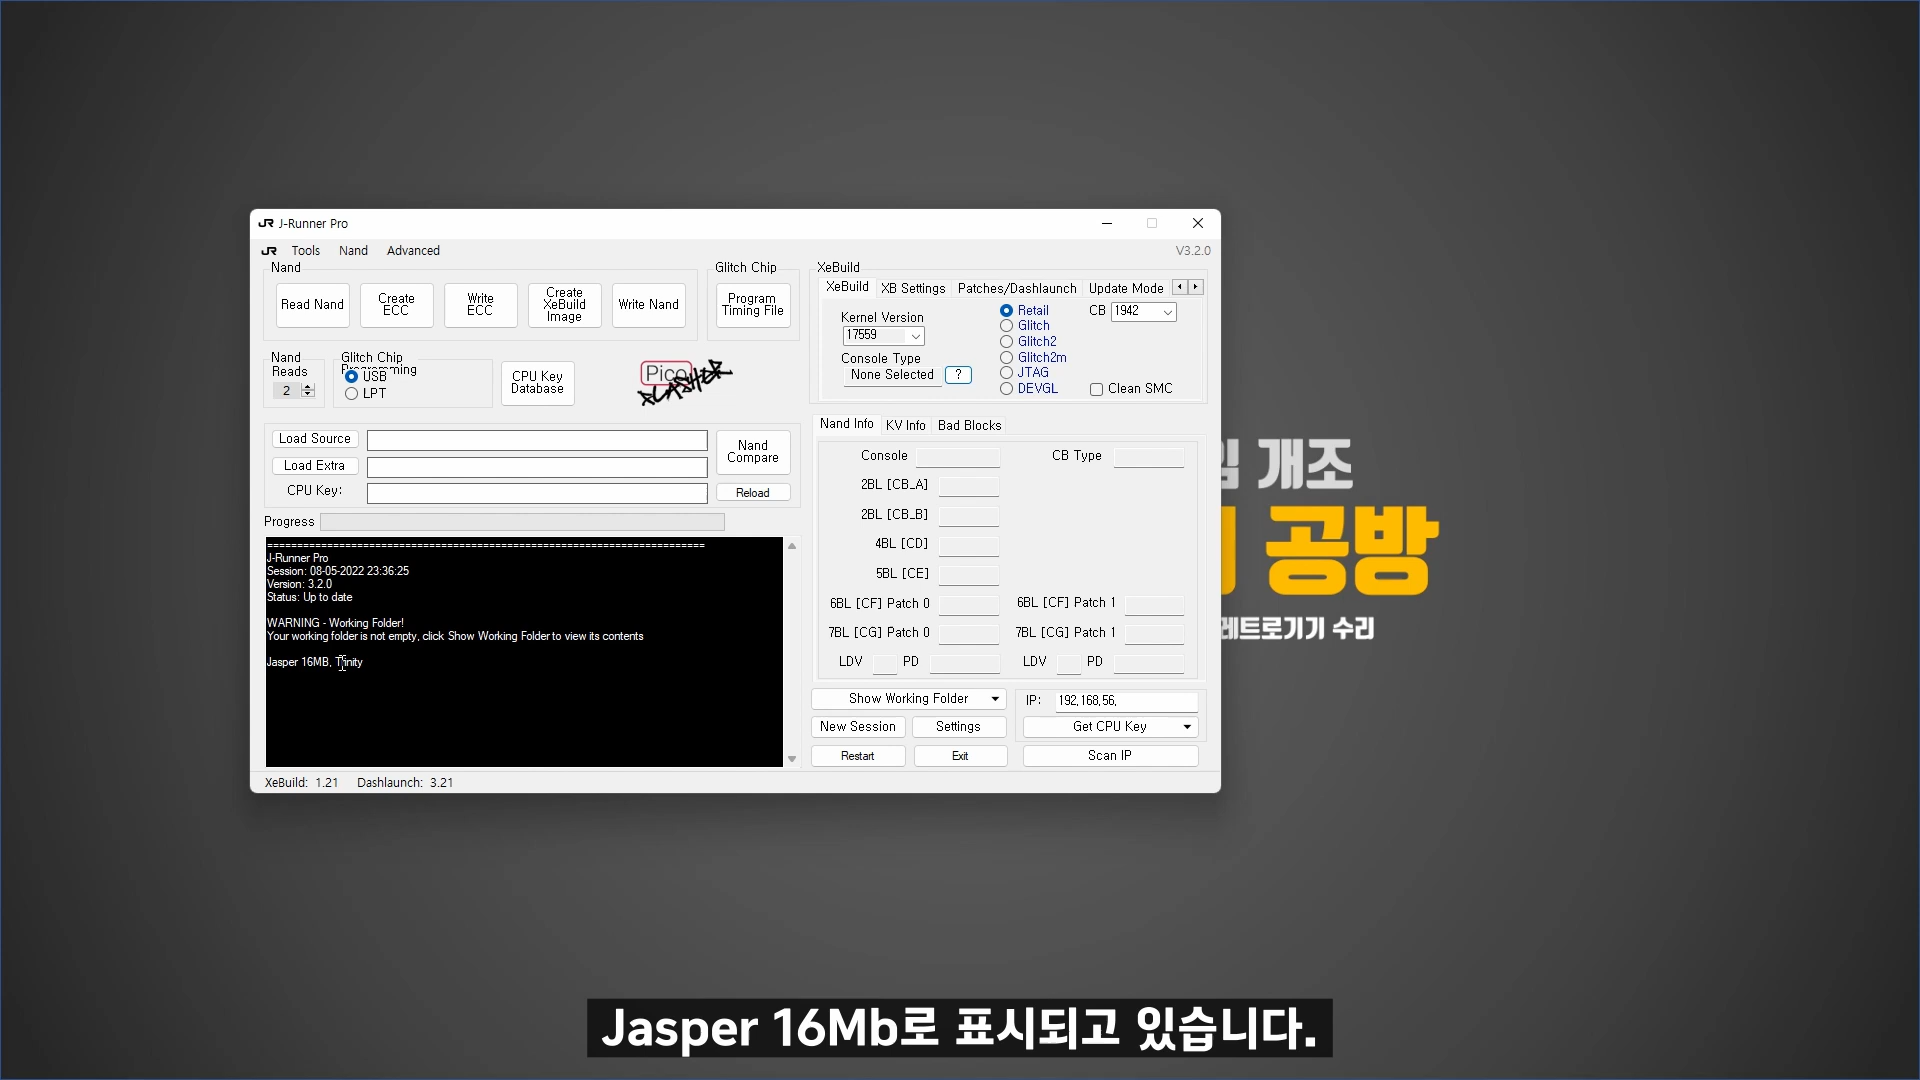 J-Runner Pro
Tools Nand Advanced V3.2.0
Nand
Read Nand
Create ECC
Write ECC
Create XeBuild Image
Write Nand
Glitch Chip
Program Timing File
Nand Reads
2
Glitch Chip Programming
USB
LPT
CPU Key Database
Pico
FLASHER
Load Source
Load Extra
CPU Key:
Nand Compare
Reload
Progress
=========================================================================
J-Runner Pro
Session: 08-05-2022 23:36:25
Version: 3.2.0
Status: Up to date
WARNING - Working Folder!
Your working folder is not empty, click Show Working Folder to view its contents
Jasper 16MB, Trinity
XeBuild: 1.21 Dashlaunch: 3.21
XeBuild
XeBuild XB Settings Patches/Dashlaunch Update Mode
Kernel Version
17559
Console Type
None Selected ?
Retail
Glitch
Glitch2
Glitch2m
JTAG
DEVGL
CB 1942
Clean SMC
Nand Info KV Info Bad Blocks
Console CB Type
2BL [CB_A]
2BL [CB_B]
4BL [CD]
5BL [CE]
6BL [CF] Patch 0 6BL [CF] Patch 1
7BL [CG] Patch 0 7BL [CG] Patch 1
LDV PD LDV PD
Show Working Folder
New Session Settings
Restart Exit
IP: 192.168.56.
Get CPU Key
Scan IP
개조
공방
레트로기기 수리
Jasper 16Mb로 표시되고 있습니다.